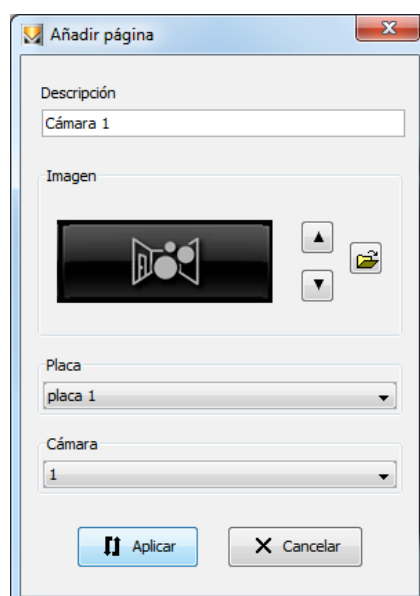 Añadir página
Descripción
Cámara 1
Imagen
Placa
placa 1
Cámara
1
Aplicar
Cancelar